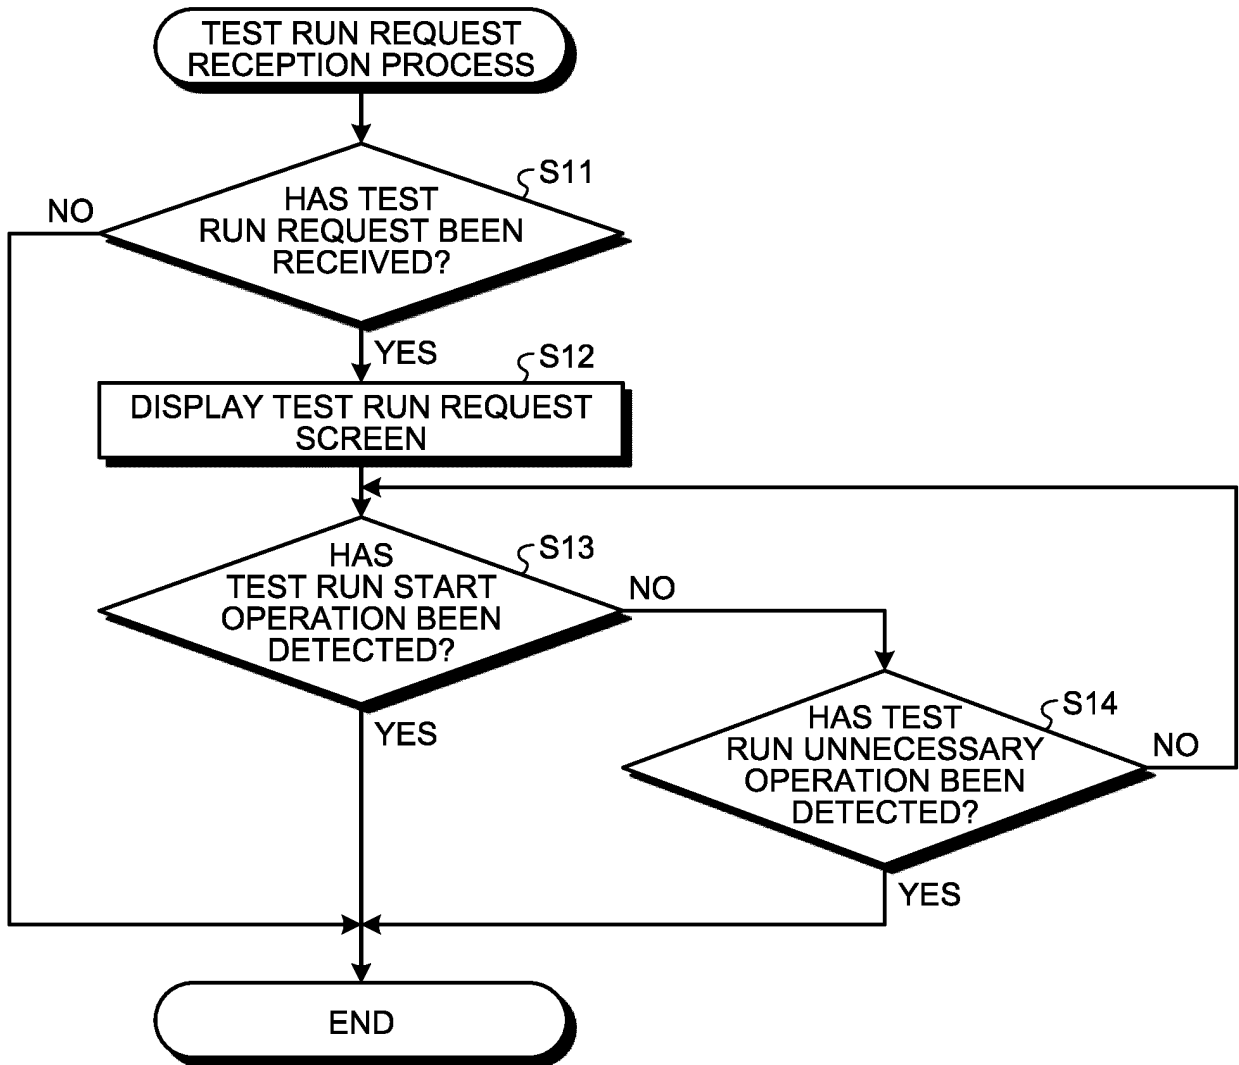 TEST RUN REQUEST
RECEPTION PROCESS
S11
HAS TEST
RUN REQUEST BEEN
RECEIVED?
NO
YES
S12
DISPLAY TEST RUN REQUEST
SCREEN
S13
HAS
TEST RUN START
OPERATION BEEN
DETECTED?
NO
YES
S14
HAS TEST
RUN UNNECESSARY
OPERATION BEEN
DETECTED?
NO
YES
END